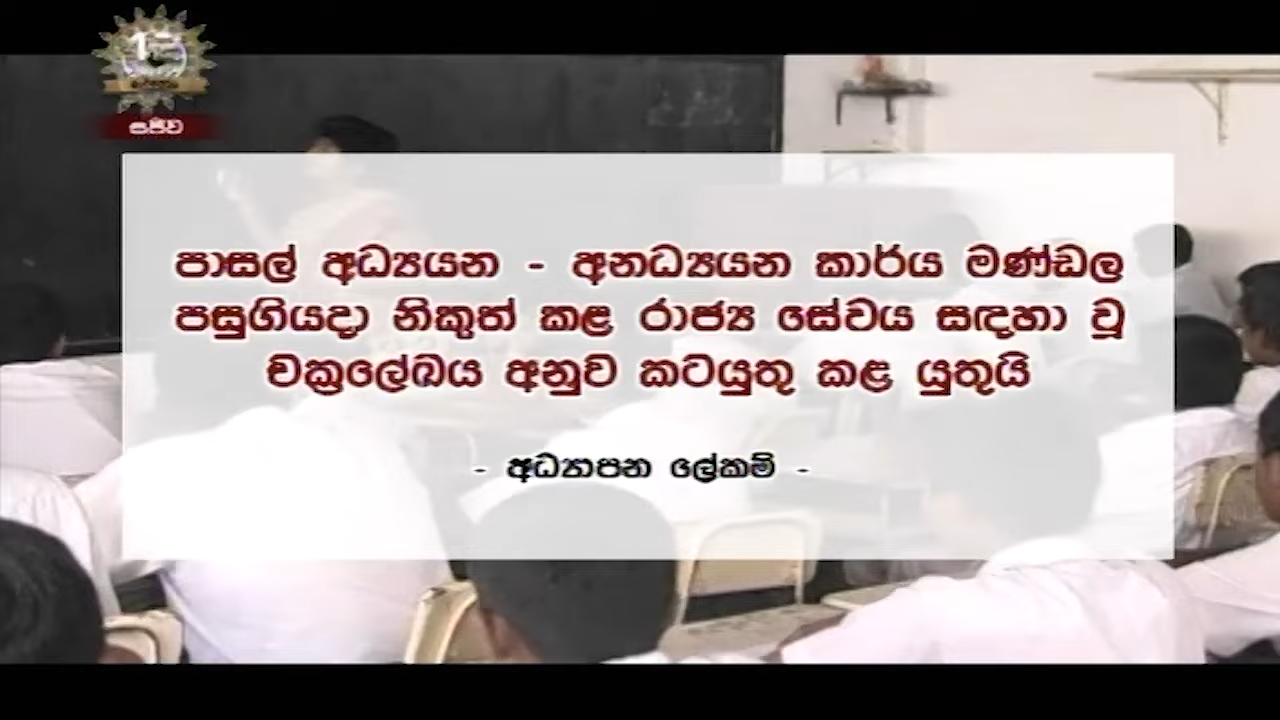 සජීව
පාසල් අධ්‍යයන - අනධ්‍යයන කාර්ය මණ්ඩල
පසුගියදා නිකුත් කළ රාජ්‍ය සේවය සඳහා වූ
චක්‍රලේඛය අනුව කටයුතු කළ යුතුයි
- අධ්‍යාපන ලේකම් -